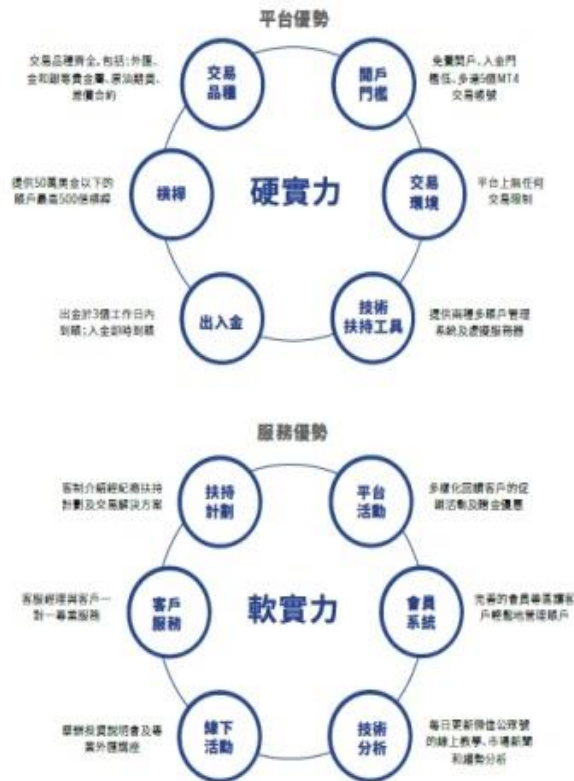 平台優勢
交易品種齊全,包括:外匯、
金和銀等貴金屬、原油期貨、
差價合約
交易
品種
開戶
門檻
免費開戶、入金門
檻低、多達5個MT4
交易帳號
提供50萬美金以下的
賬戶最高500倍槓桿
槓桿
硬實力
交易
環境
平台上無任何
交易限制
出金於3個工作日內
到賬;入金即時到賬
出入金
技術
扶持工具
提供兩種多賬戶管理
系統及虛擬服務器
服務優勢
客制介紹經紀商扶持
計劃及交易解決方案
扶持
計劃
平台
活動
多樣化回饋客戶的促
銷活動及贈金優惠
客服經理與客戶一
對一專業服務
客戶
服務
軟實力
會員
系統
完善的會員專區讓客
戶輕鬆地管理賬戶
舉辦投資説明會及專
業外匯講座
線下
活動
技術
分析
每日更新微信公眾號
的線上教學、市場新聞
和趨勢分析